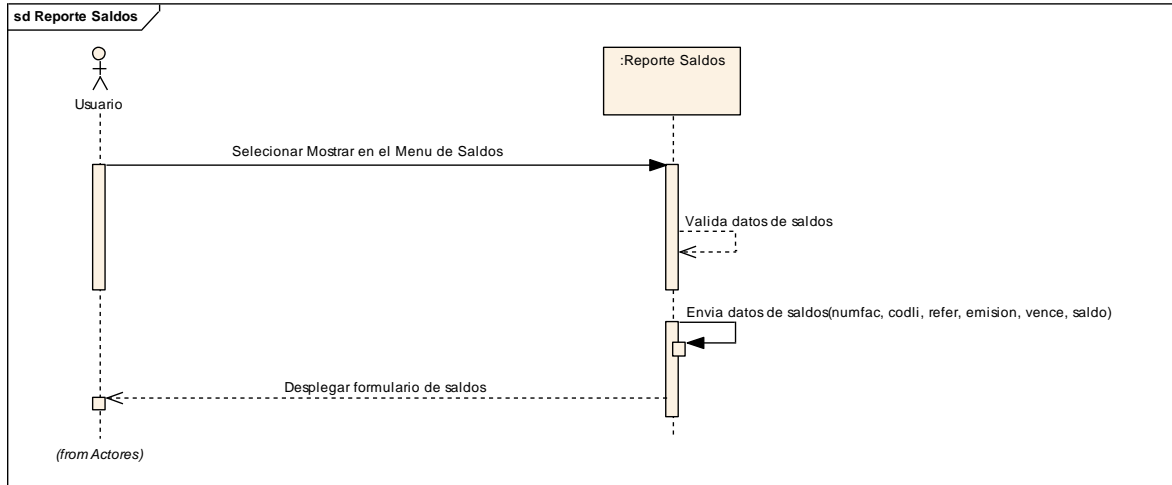 sd Reporte Saldos
Usuario
:Reporte Saldos
Selecionar Mostrar en el Menu de Saldos
Valida datos de saldos
Envia datos de saldos(numfac, codli, refer, emision, vence, saldo)
Desplegar formulario de saldos
(from Actores)